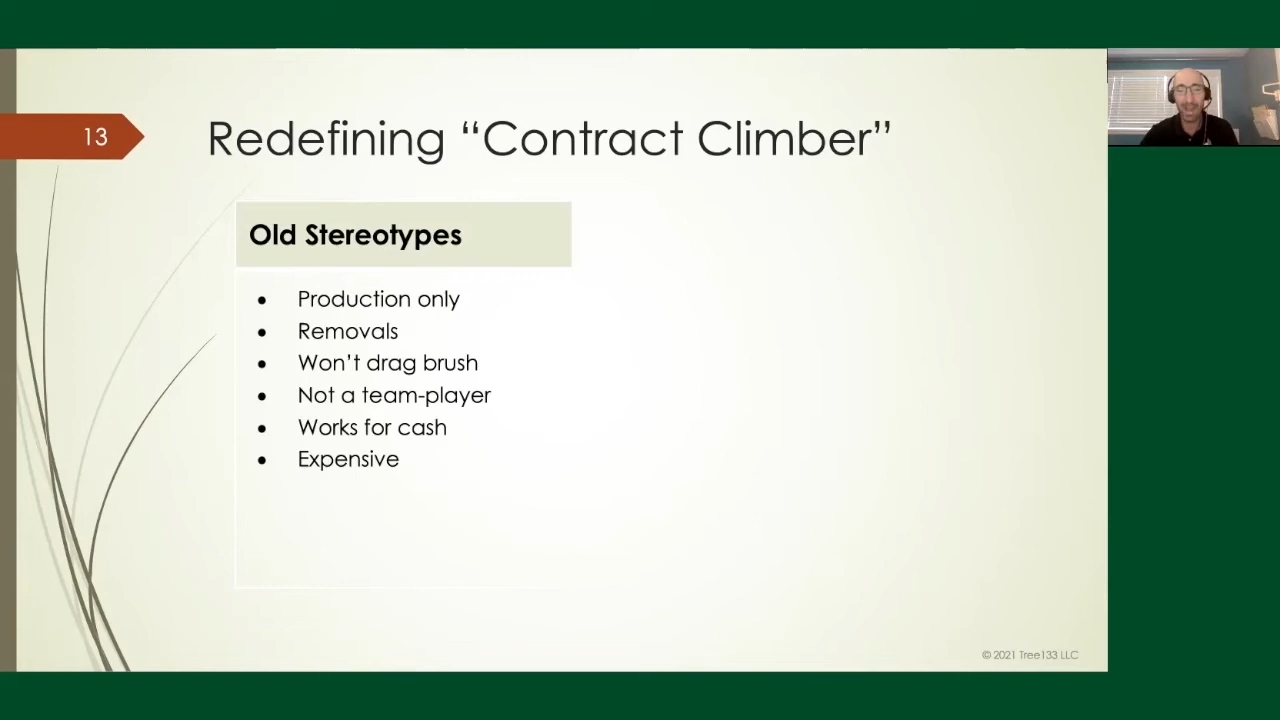 13
Redefining “Contract Climber”
Old Stereotypes
• Production only
• Removals
• Won’t drag brush
• Not a team-player
• Works for cash
• Expensive
© 2021 Tree133 LLC